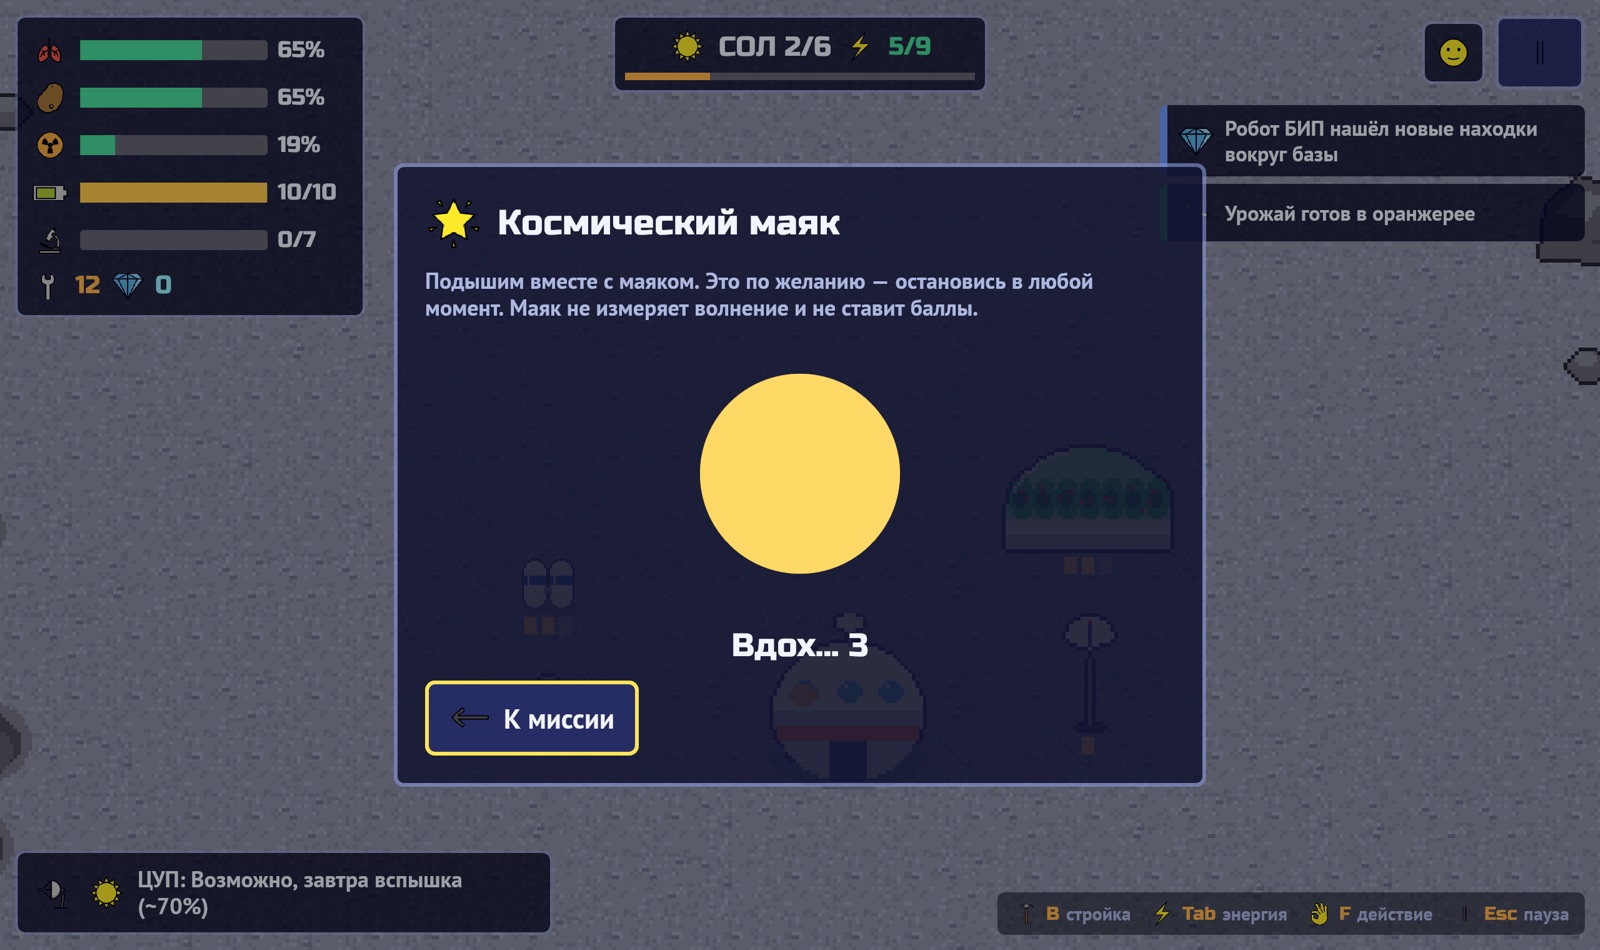 65%
65%
19%
10/10
0/7
12 0
СОЛ 2/6 5/9
Робот БИП нашёл новые находки
вокруг базы
Урожай готов в оранжерее
Космический маяк
Подышим вместе с маяком. Это по желанию — остановись в любой
момент. Маяк не измеряет волнение и не ставит баллы.
Вдох... 3
К миссии
ЦУП: Возможно, завтра вспышка
(~70%)
B стройка Tab энергия F действие Esc пауза